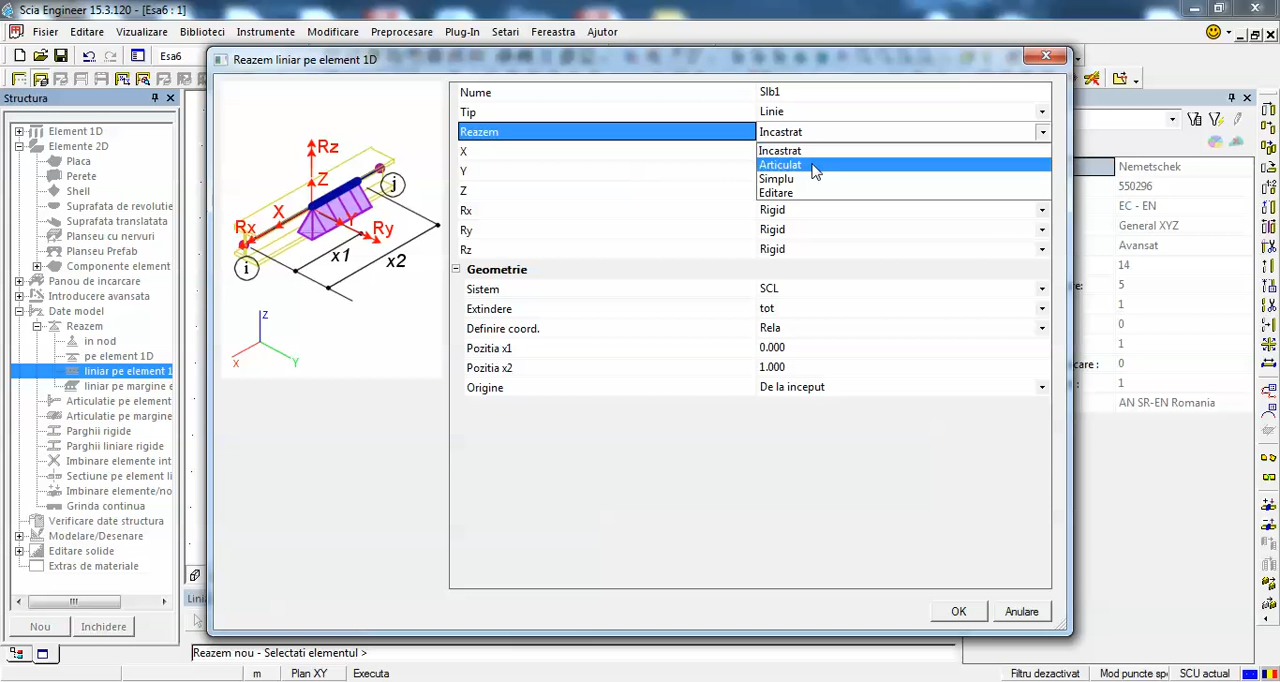 Scia Engineer 15.3.120 - [Esa6 : 1]
Fisier Editare Vizualizare Biblioteci Instrumente Modificare Preprocesare Plug-In Setari Fereastra Ajutor
Esa6
Structura
Element 1D
Elemente 2D
Placa
Perete
Shell
Suprafata de revolutie
Suprafata translatata
Planseu cu nervuri
Planseu Prefab
Componente element
Panou de incarcare
Introducere avansata
Date model
Reazem
in nod
pe element 1D
liniar pe element 1
liniar pe margine e
Articulatie pe element
Articulatie pe margine
Parghii rigide
Parghii liniare rigide
Imbinare elemente int
Sectiune pe element li
Imbinare elemente/no
Grinda continua
Verificare date structura
Modelare/Desenare
Editare solide
Extras de materiale
Nou Inchidere
Reazem liniar pe element 1D
Rz
Z
j
X
Rx
Y
Ry
x1
x2
i
Z
X
Y
Nume Slb1
Tip Linie
Reazem Incastrat
X Incastrat
Articulat
Y Simplu
Z Editare
Rx Rigid
Ry Rigid
Rz Rigid
Geometrie
Sistem SCL
Extindere tot
Definire coord. Rela
Pozitia x1 0.000
Pozitia x2 1.000
Origine De la inceput
OK Anulare
Nemetschek
550296
EC - EN
General XYZ
Avansat
14
5
1
0
1
0
1
AN SR-EN Romania
Reazem nou - Selectati elementul >
m Plan XY Executa Filtru dezactivat Mod puncte sp SCU actual